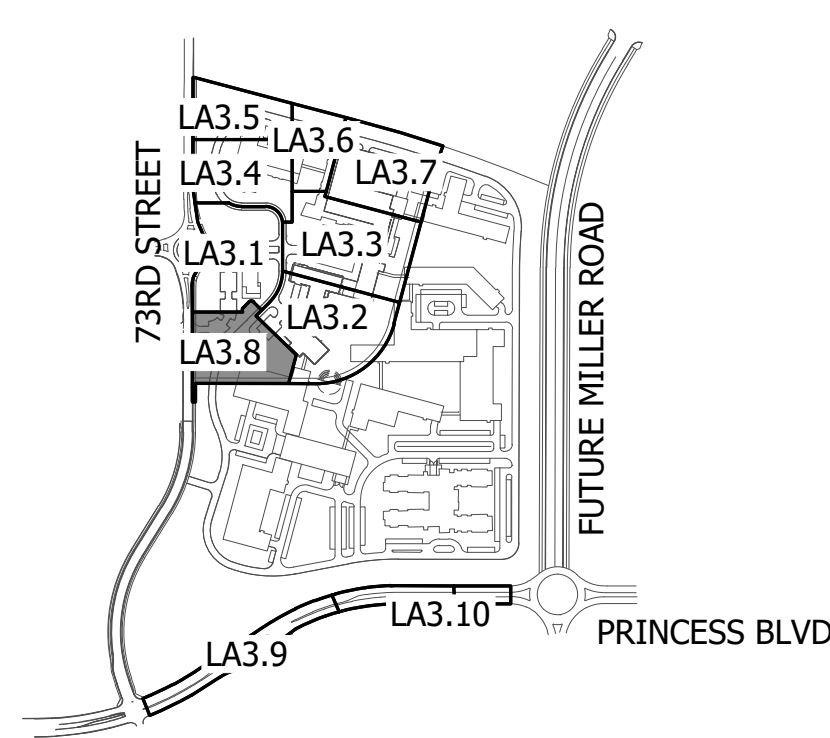 LA3.5
LA3.6
LA3.4
LA3.7
73RD STREET
LA3.1
LA3.3
LA3.2
LA3.8
FUTURE MILLER ROAD
LA3.10
PRINCESS BLVD
LA3.9